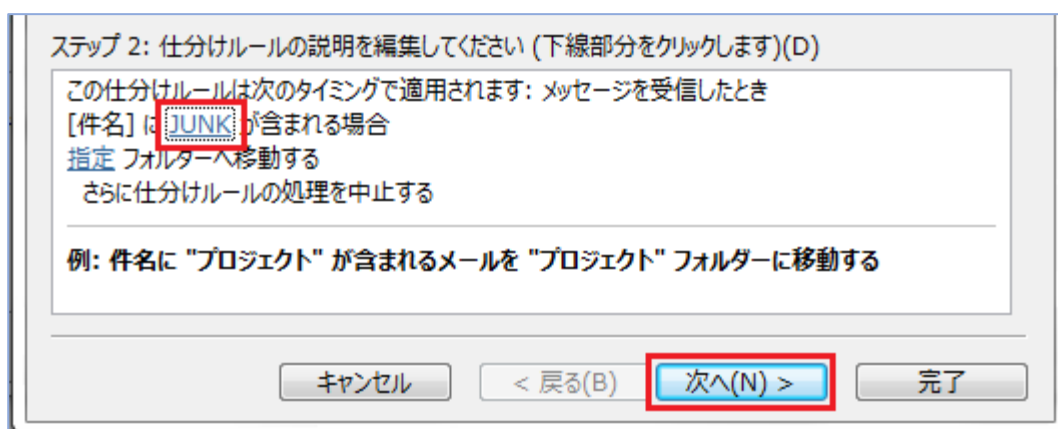 ステップ 2: 仕分けルールの説明を編集してください (下線部分をクリックします)(D)
この仕分けルールは次のタイミングで適用されます: メッセージを受信したとき
[件名] に JUNK が含まれる場合
指定 フォルダーへ移動する
さらに仕分けルールの処理を中止する
例: 件名に "プロジェクト" が含まれるメールを "プロジェクト" フォルダーに移動する
キャンセル < 戻る(B) 次へ(N) > 完了